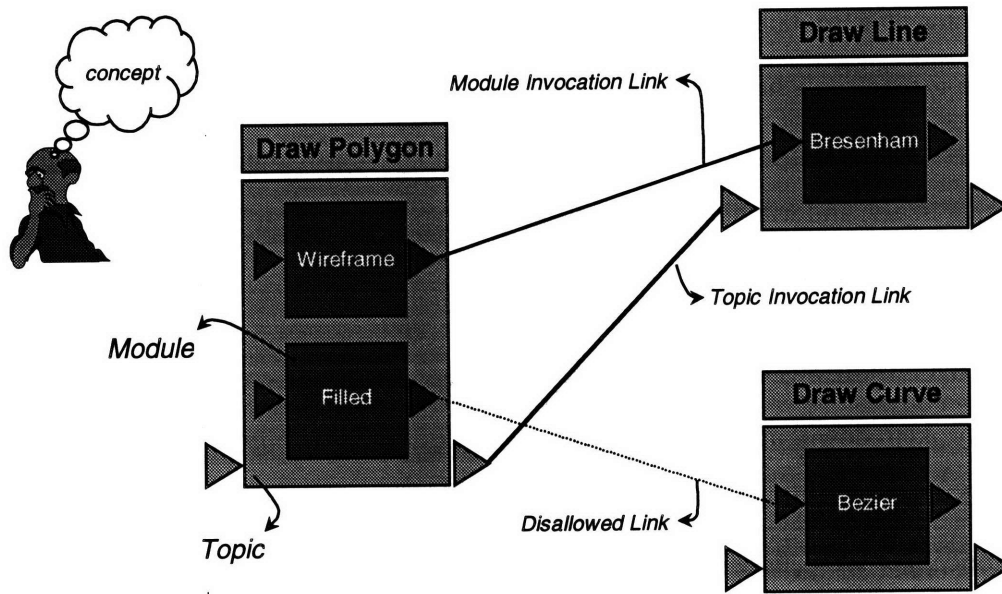 concept
Draw Line
Module Invocation Link
Bresenham
Draw Polygon
Wireframe
Topic Invocation Link
Module
Filled
Draw Curve
Bezier
Disallowed Link
Topic